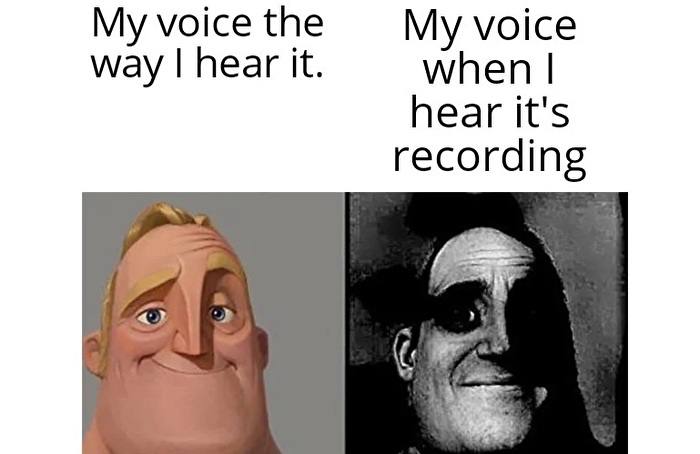 My voice the
way I hear it.
My voice
when I
hear it's
recording